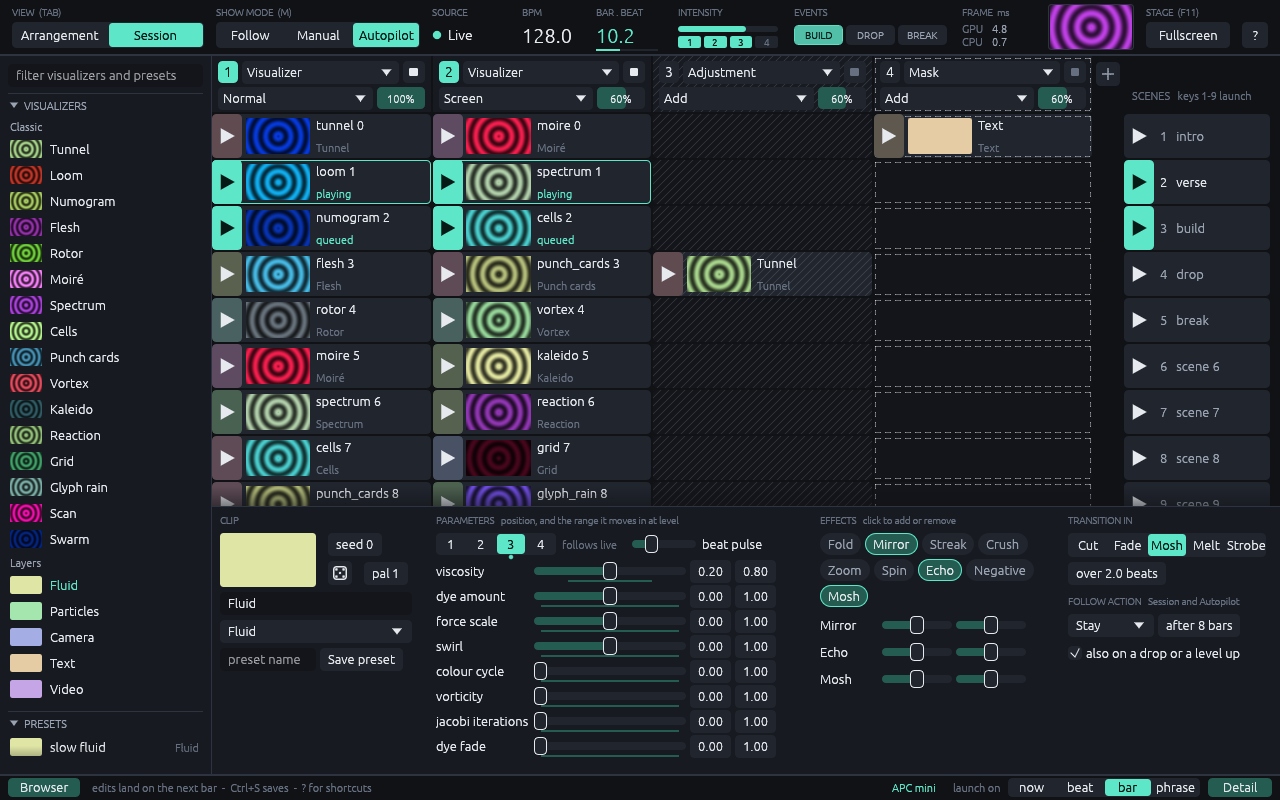 VIEW (TAB) SHOW MODE (M) SOURCE BPM BAR . BEAT INTENSITY EVENTS FRAME ms STAGE (F11)
Arrangement Session Follow Manual Autopilot Live 128.0 10.2 1 2 3 4 BUILD DROP BREAK GPU 4.8 Fullscreen ?
CPU 0.7
filter visualizers and presets
VISUALIZERS
Classic
Tunnel
Loom
Numogram
Flesh
Rotor
Moiré
Spectrum
Cells
Punch cards
Vortex
Kaleido
Reaction
Grid
Glyph rain
Scan
Swarm
Layers
Fluid
Particles
Camera
Text
Video
PRESETS
slow fluid Fluid
1 Visualizer
Normal 100%
tunnel 0
Tunnel
loom 1
playing
numogram 2
queued
flesh 3
Flesh
rotor 4
Rotor
moire 5
Moiré
spectrum 6
Spectrum
cells 7
Cells
punch_cards 8
2 Visualizer
Screen 60%
moire 0
Moiré
spectrum 1
playing
cells 2
queued
punch_cards 3
Punch cards
vortex 4
Vortex
kaleido 5
Kaleido
reaction 6
Reaction
grid 7
Grid
glyph_rain 8
3 Adjustment
Add 60%
Tunnel
Tunnel
4 Mask
Add 60%
Text
Text
+
SCENES keys 1-9 launch
1 intro
2 verse
3 build
4 drop
5 break
6 scene 6
7 scene 7
8 scene 8
9 scene 9
CLIP
seed 0
pal 1
Fluid
Fluid
preset name Save preset
PARAMETERS position, and the range it moves in at level
1 2 3 4 follows live beat pulse
viscosity 0.20 0.80
dye amount 0.00 1.00
force scale 0.00 1.00
swirl 0.00 1.00
colour cycle 0.00 1.00
vorticity 0.00 1.00
jacobi iterations 0.00 1.00
dye fade 0.00 1.00
EFFECTS click to add or remove
Fold Mirror Streak Crush
Zoom Spin Echo Negative
Mosh
Mirror
Echo
Mosh
TRANSITION IN
Cut Fade Mosh Melt Strobe
over 2.0 beats
FOLLOW ACTION Session and Autopilot
Stay after 8 bars
also on a drop or a level up
Browser edits land on the next bar - Ctrl+S saves - ? for shortcuts APC mini launch on now beat bar phrase Detail